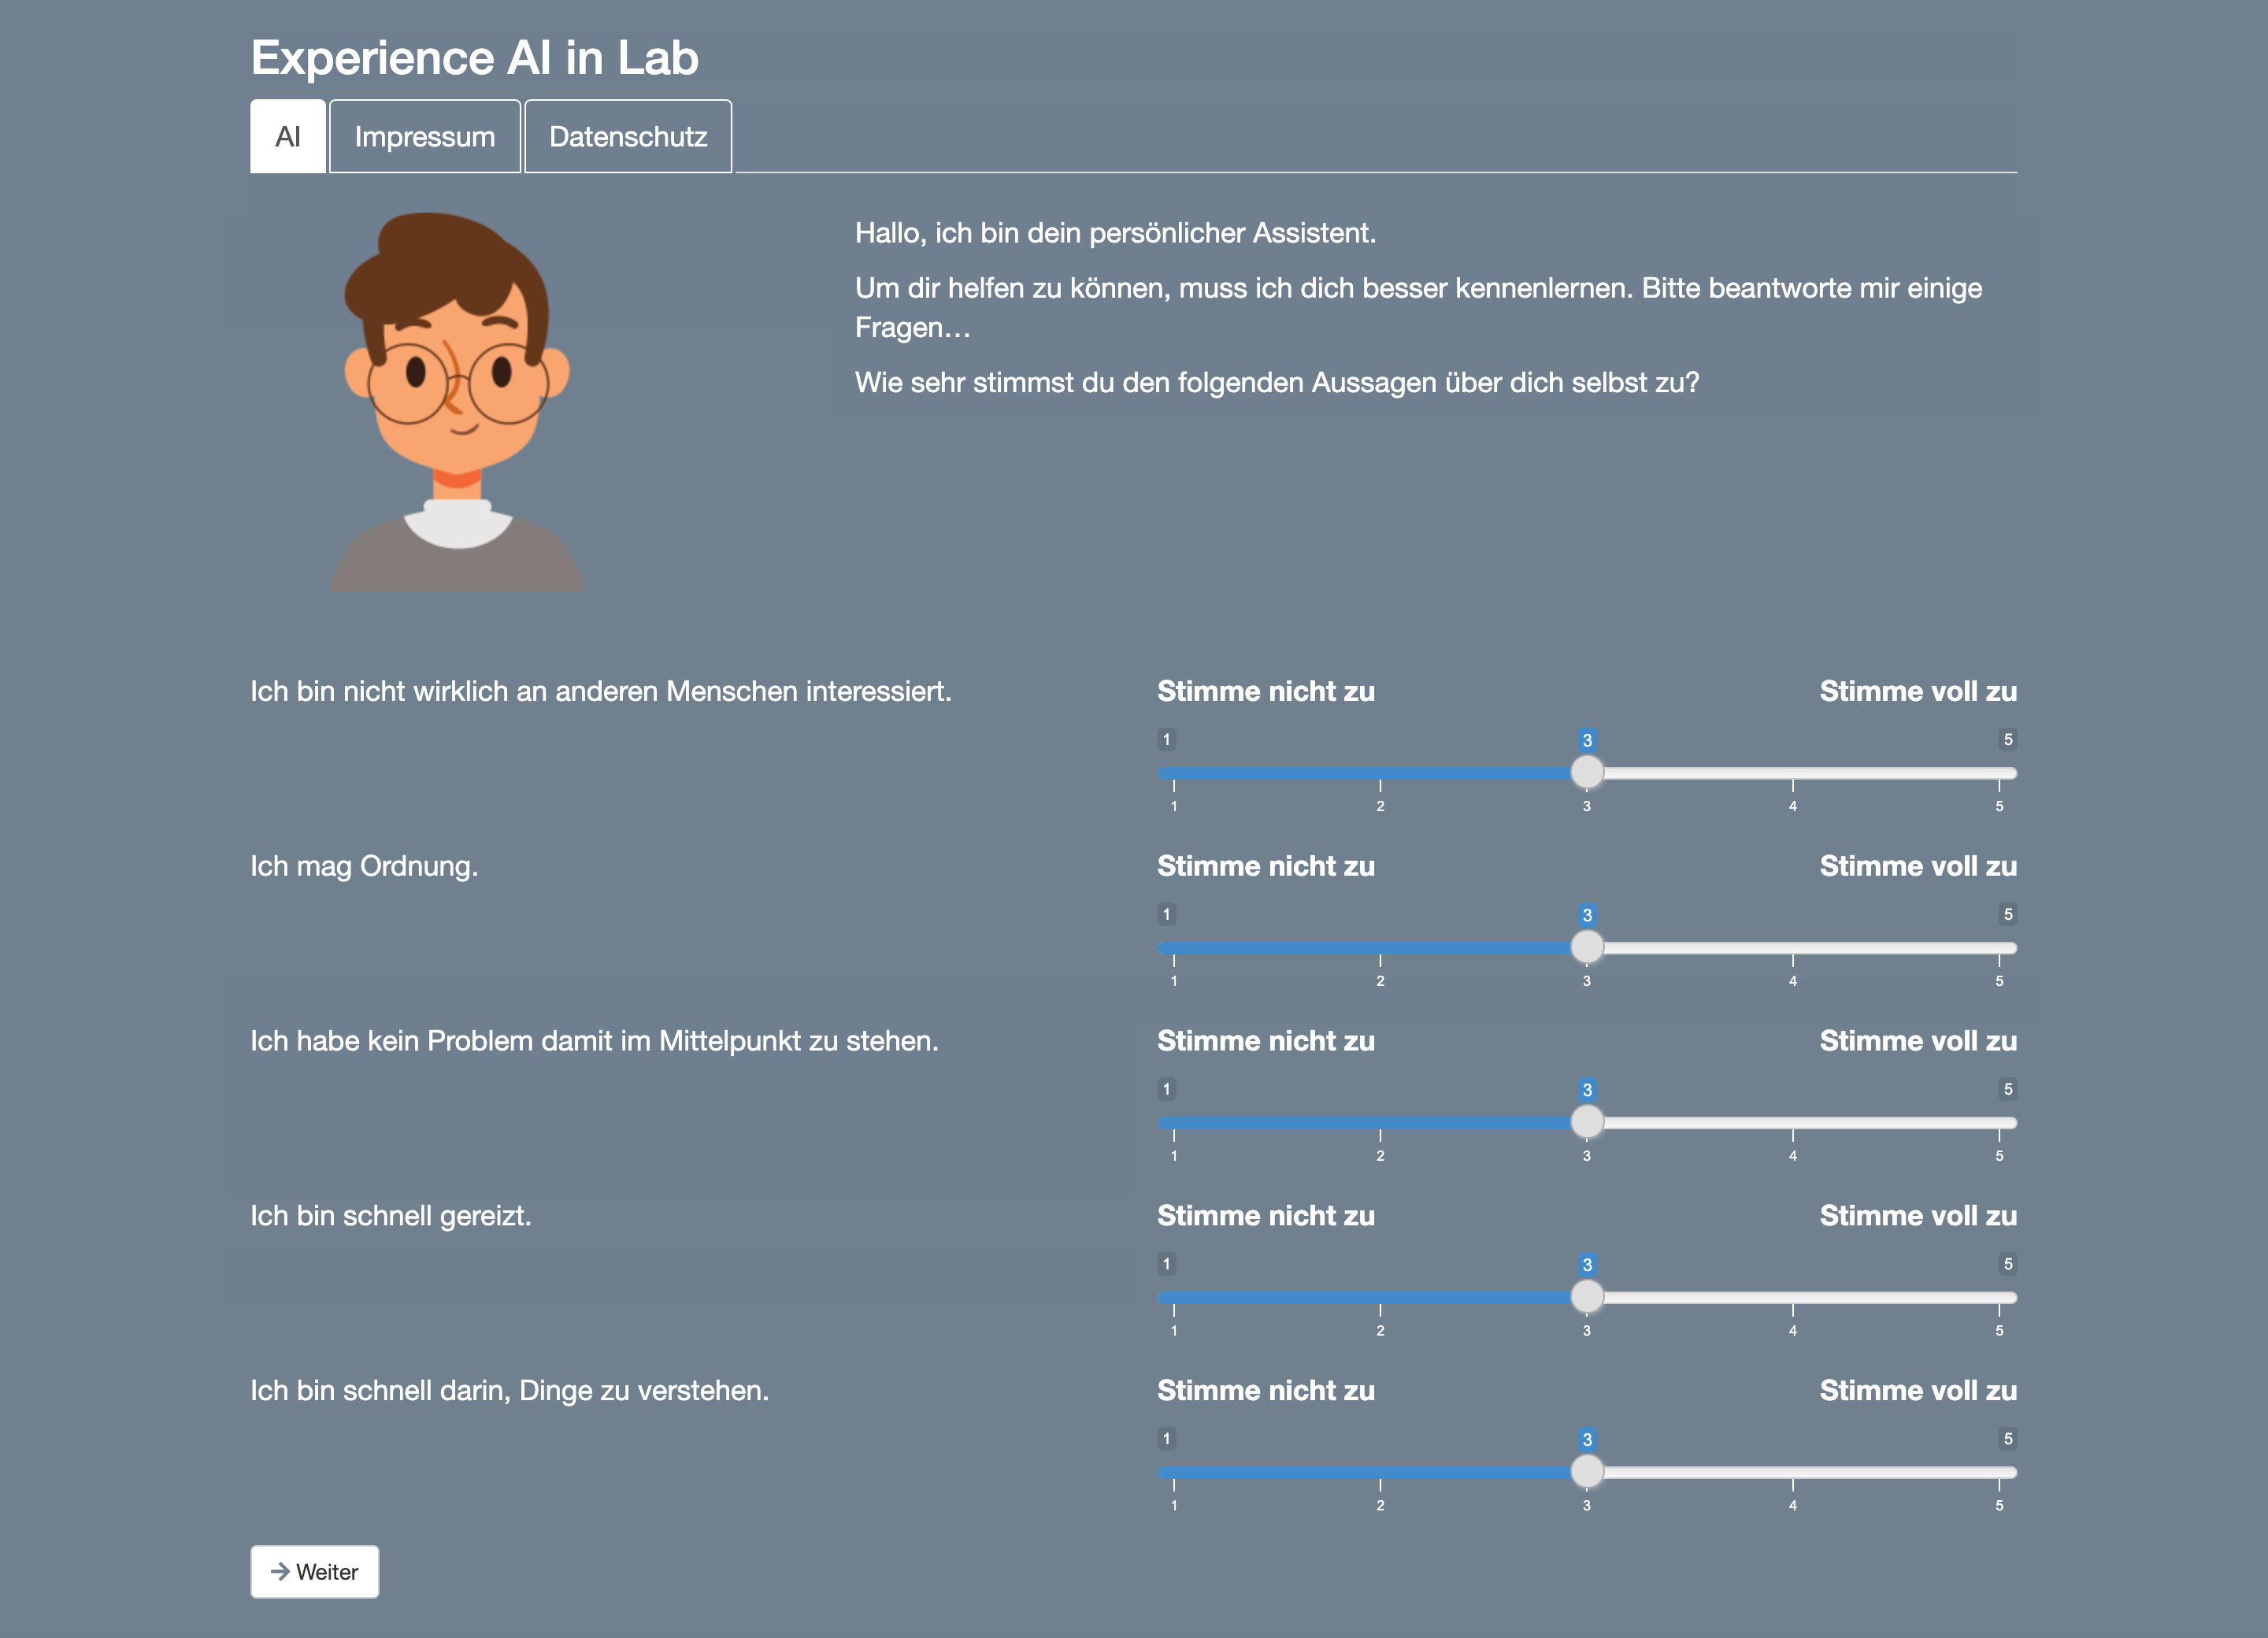 Experience AI in Lab
AI
Impressum
Datenschutz
Hallo, ich bin dein persönlicher Assistent.
Um dir helfen zu können, muss ich dich besser kennenlernen. Bitte beantworte mir einige
Fragen…
Wie sehr stimmst du den folgenden Aussagen über dich selbst zu?
Ich bin nicht wirklich an anderen Menschen interessiert.
Stimme nicht zu Stimme voll zu
1 3 5
1 2 3 4 5
Ich mag Ordnung.
Stimme nicht zu Stimme voll zu
1 3 5
1 2 3 4 5
Ich habe kein Problem damit im Mittelpunkt zu stehen.
Stimme nicht zu Stimme voll zu
1 3 5
1 2 3 4 5
Ich bin schnell gereizt.
Stimme nicht zu Stimme voll zu
1 3 5
1 2 3 4 5
Ich bin schnell darin, Dinge zu verstehen.
Stimme nicht zu Stimme voll zu
1 3 5
1 2 3 4 5
Weiter